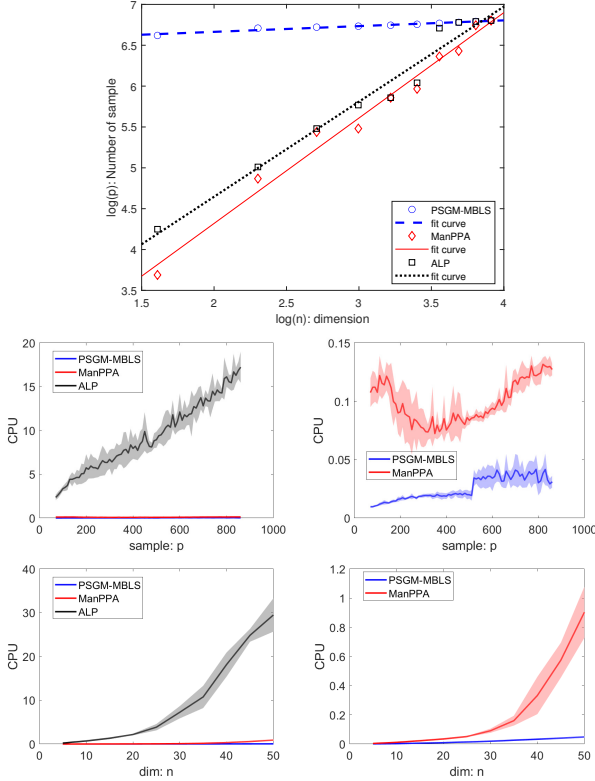 7
6.5
6
5.5
5
4.5
4
3.5
log(p): Number of sample
PSGM-MBLS
fit curve
ManPPA
fit curve
ALP
fit curve
1.5 2 2.5 3 3.5 4
log(n): dimension
20
15
10
5
0
CPU
PSGM-MBLS
ManPPA
ALP
0 200 400 600 800 1000
sample: p
0.15
0.1
0.05
0
CPU
PSGM-MBLS
ManPPA
0 200 400 600 800 1000
sample: p
40
30
20
10
0
CPU
PSGM-MBLS
ManPPA
ALP
0 10 20 30 40 50
dim: n
1.2
1
0.8
0.6
0.4
0.2
0
CPU
PSGM-MBLS
ManPPA
0 10 20 30 40 50
dim: n